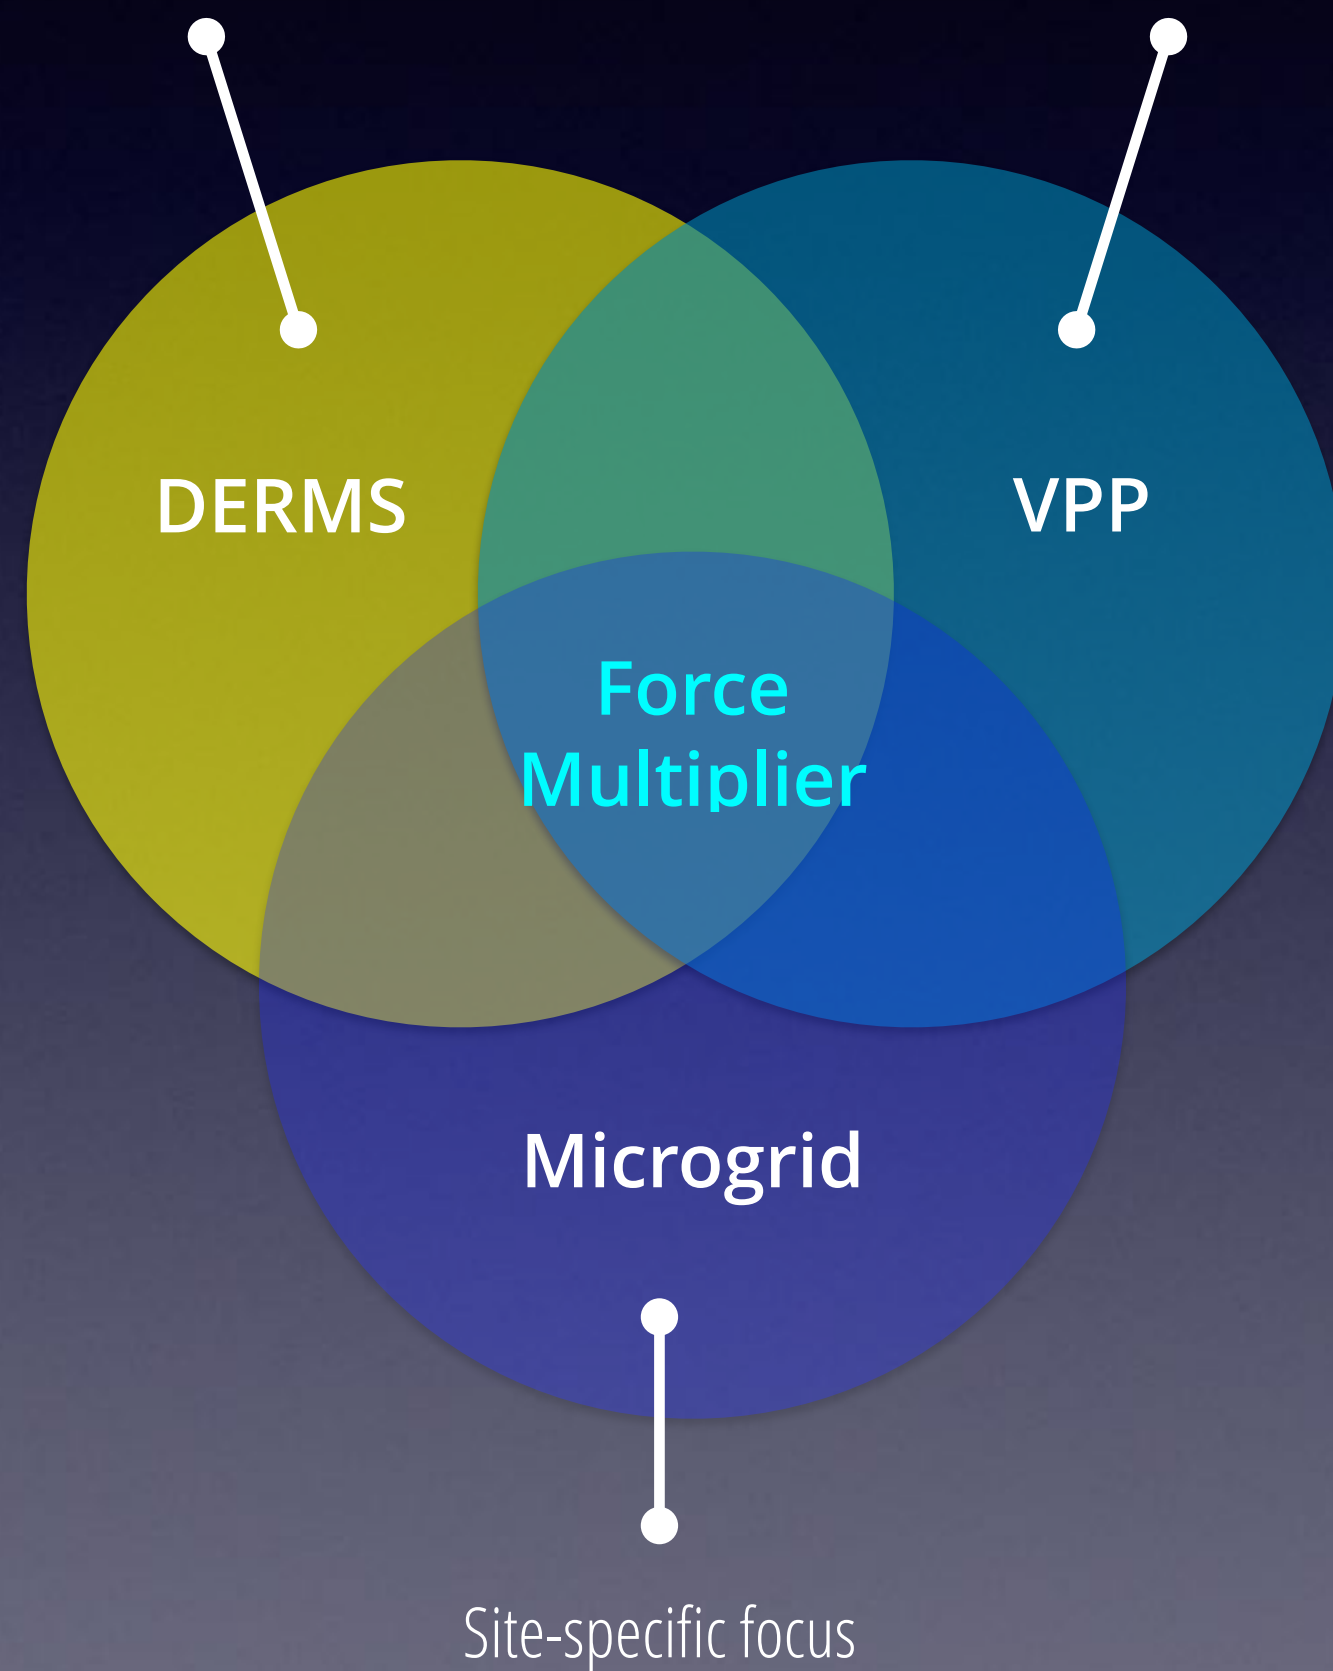 DERMS
VPP
Force
Multiplier
Microgrid
Site-specific focus